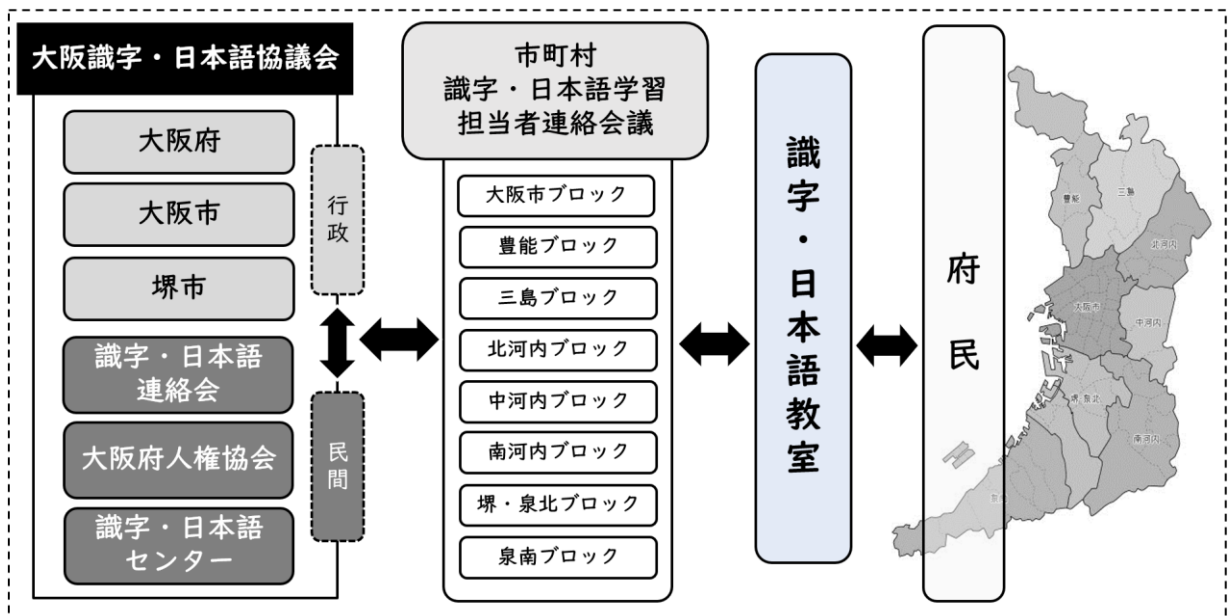 大阪識字・日本語協議会
大阪府
大阪市
堺市
識字・日本語
連絡会
大阪府人権協会
識字・日本語
センター
行政
民間
市町村
識字・日本語学習
担当者連絡会議
大阪市ブロック
豊能ブロック
三島ブロック
北河内ブロック
中河内ブロック
南河内ブロック
堺・泉北ブロック
泉南ブロック
識字・日本語教室
府民
三島
豊能
北河内
大阪市
中河内
堺・泉北
南河内